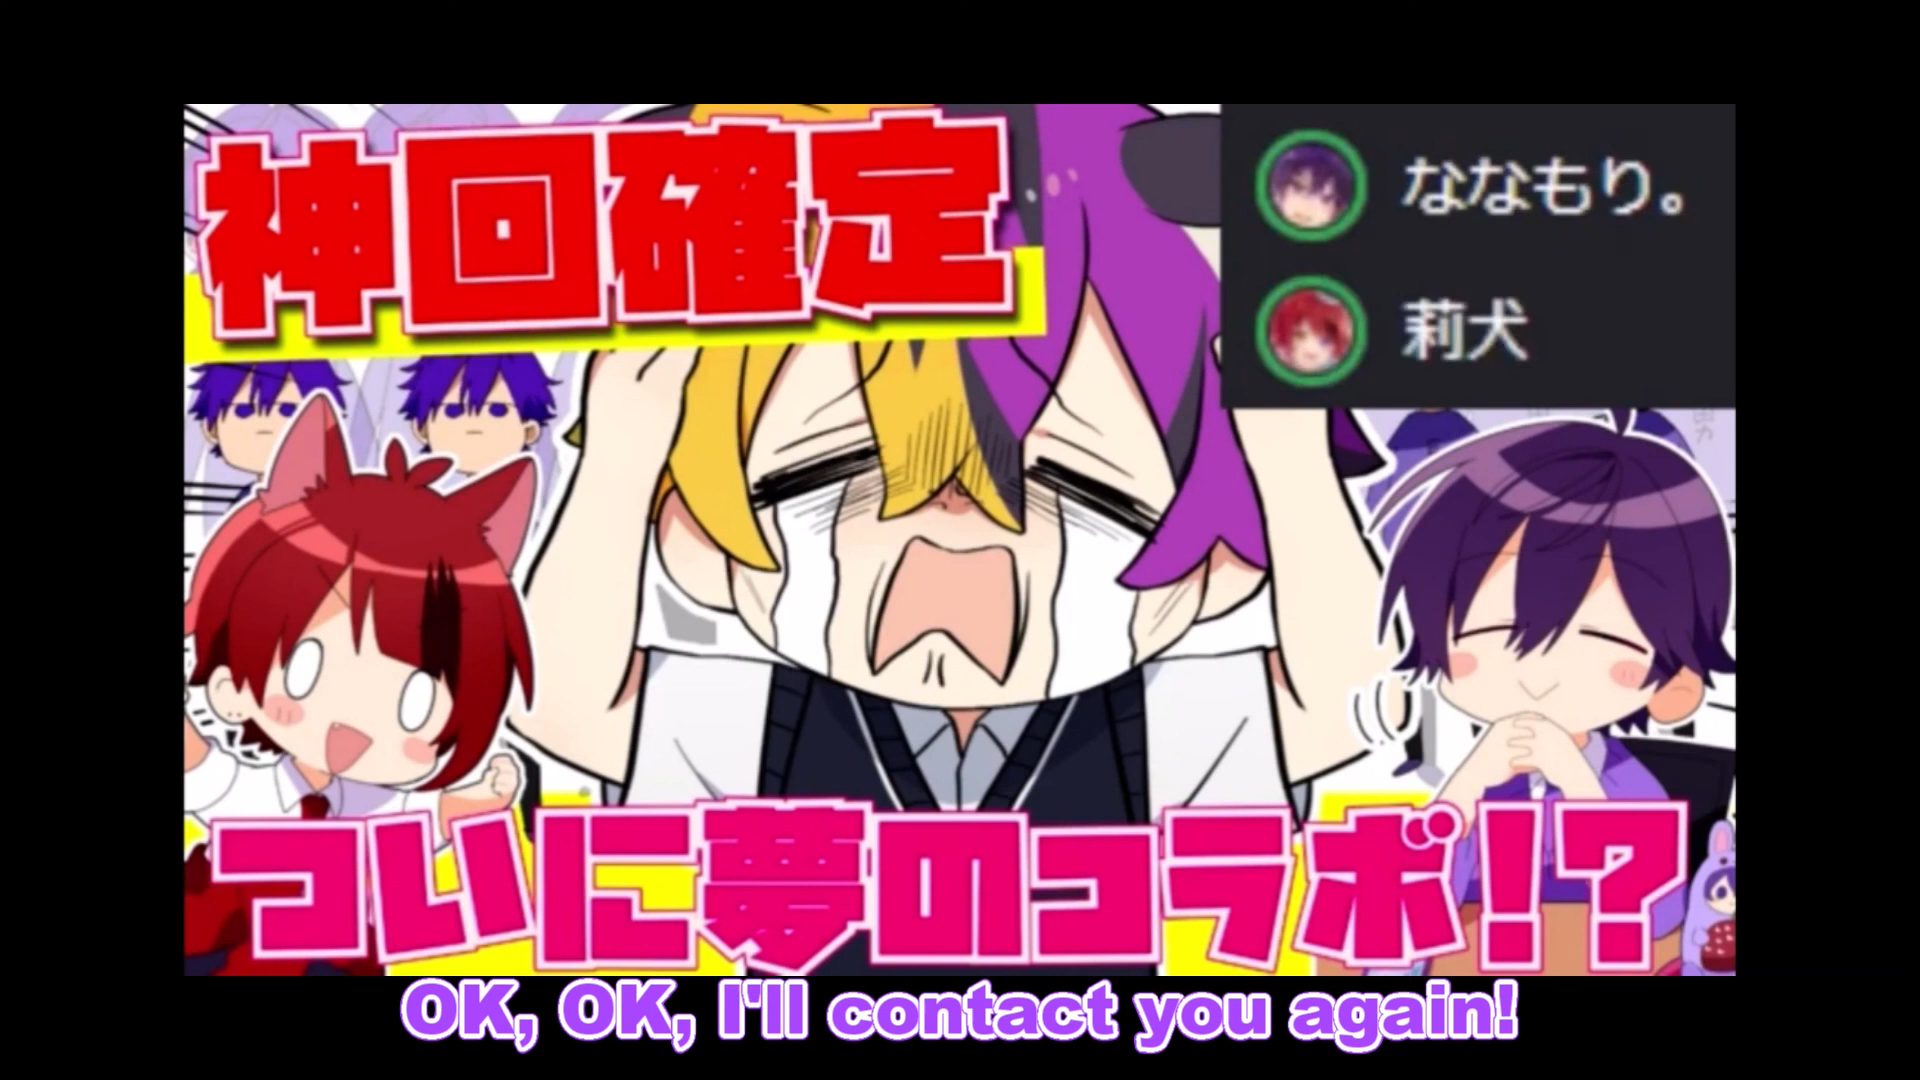 神回確定
ななもり。
莉犬
ついに夢のコラボ!?
OK, OK, I'll contact you again!